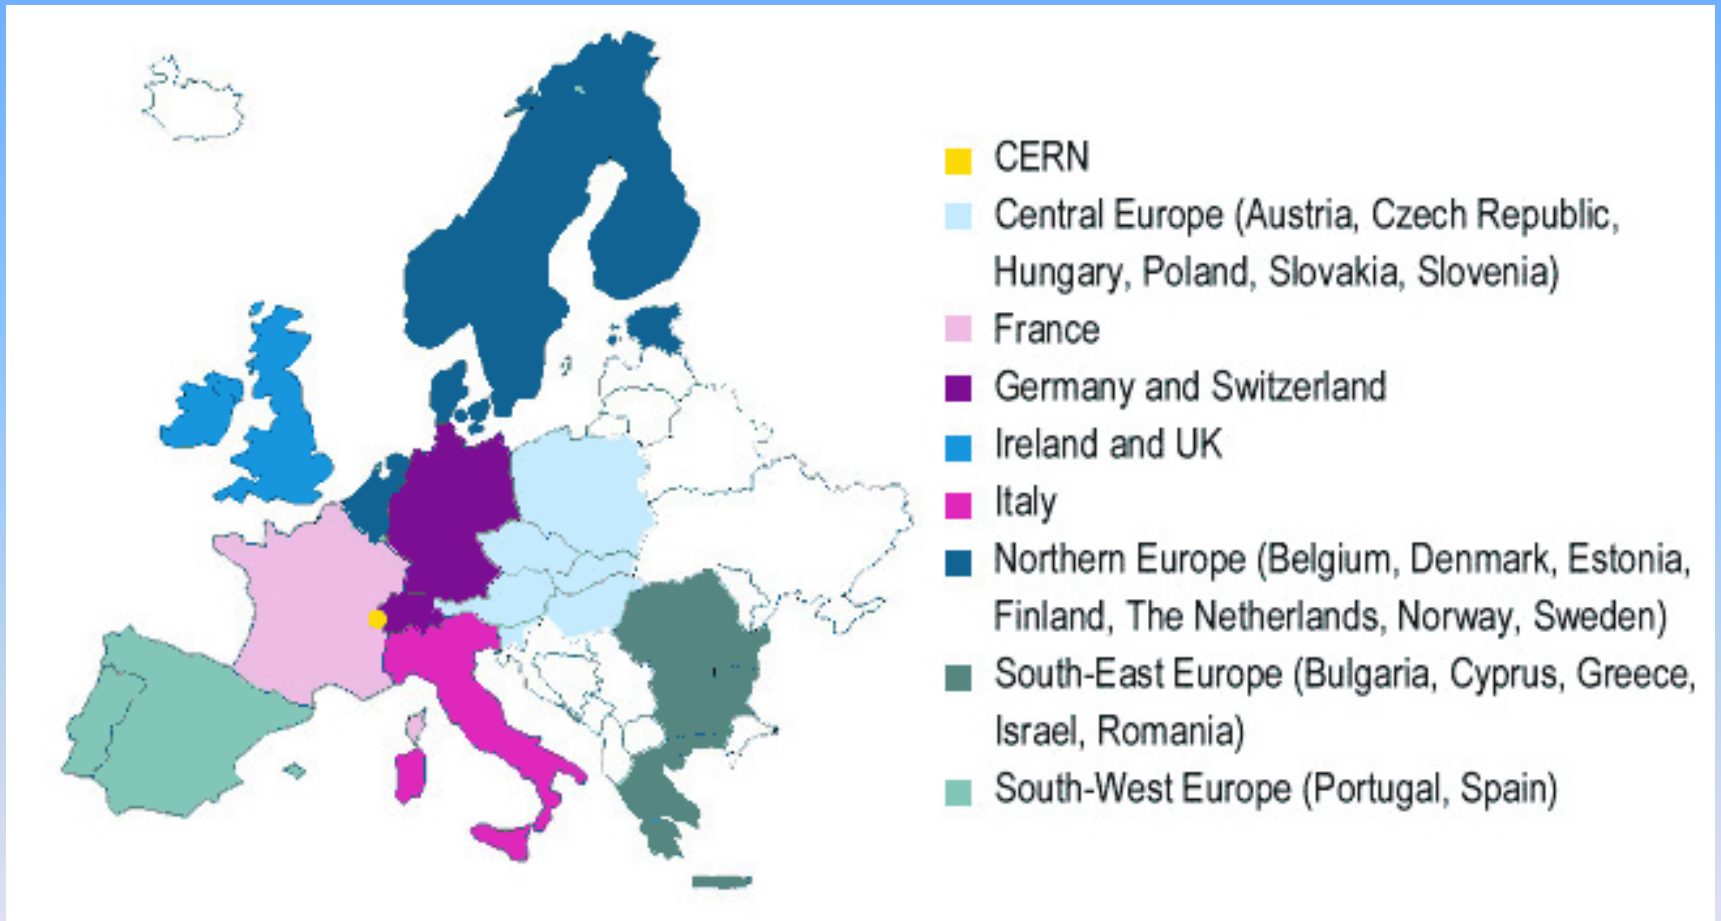 CERN
Central Europe (Austria, Czech Republic,
Hungary, Poland, Slovakia, Slovenia)
France
Germany and Switzerland
Ireland and UK
Italy
Northern Europe (Belgium, Denmark, Estonia,
Finland, The Netherlands, Norway, Sweden)
South-East Europe (Bulgaria, Cyprus, Greece,
Israel, Romania)
South-West Europe (Portugal, Spain)